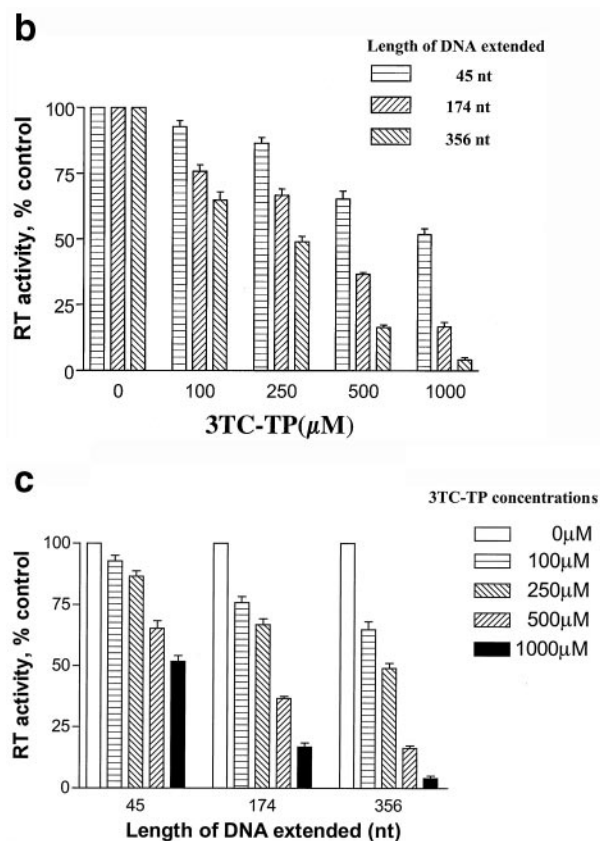 b
Length of DNA extended
45 nt
174 nt
356 nt
RT activity, % control
100
75
50
25
0
0 100 250 500 1000
3TC-TP(μM)
c
3TC-TP concentrations
0μM
100μM
250μM
500μM
1000μM
RT activity, % control
100
75
50
25
0
45 174 356
Length of DNA extended (nt)